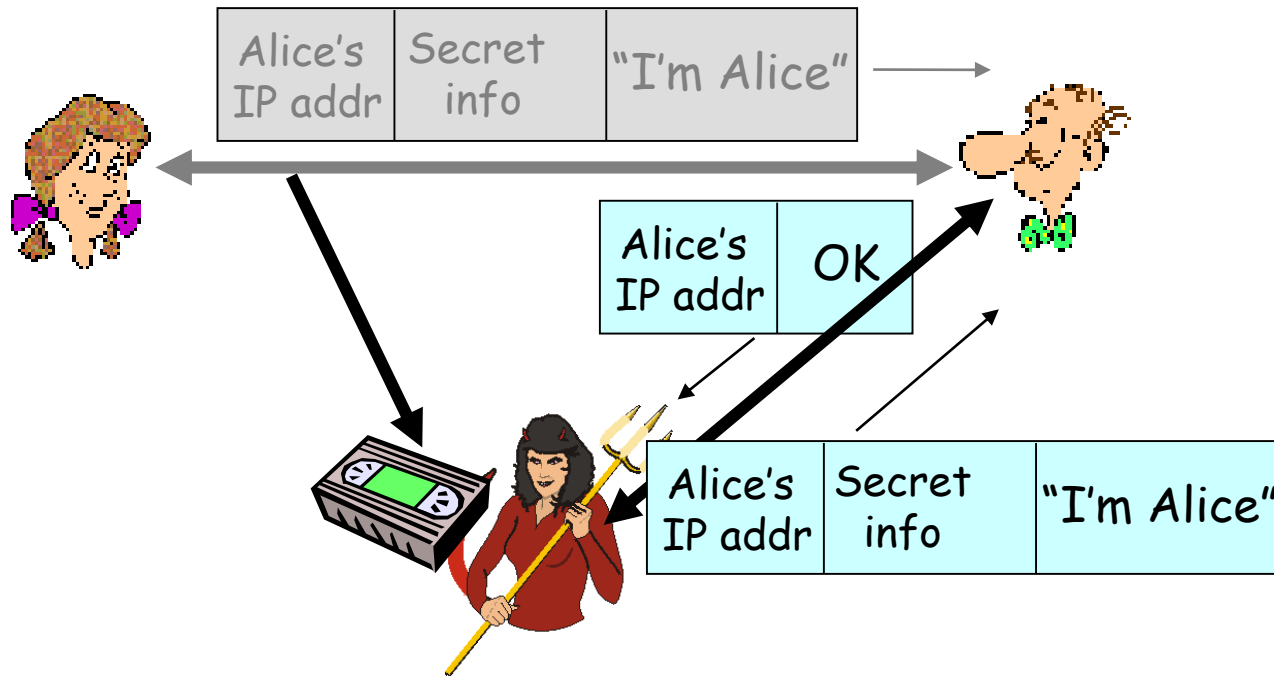 Alice's
IP addr
Secret
info
“I'm Alice”
Alice's
IP addr
OK
Alice's
IP addr
Secret
info
“I'm Alice”